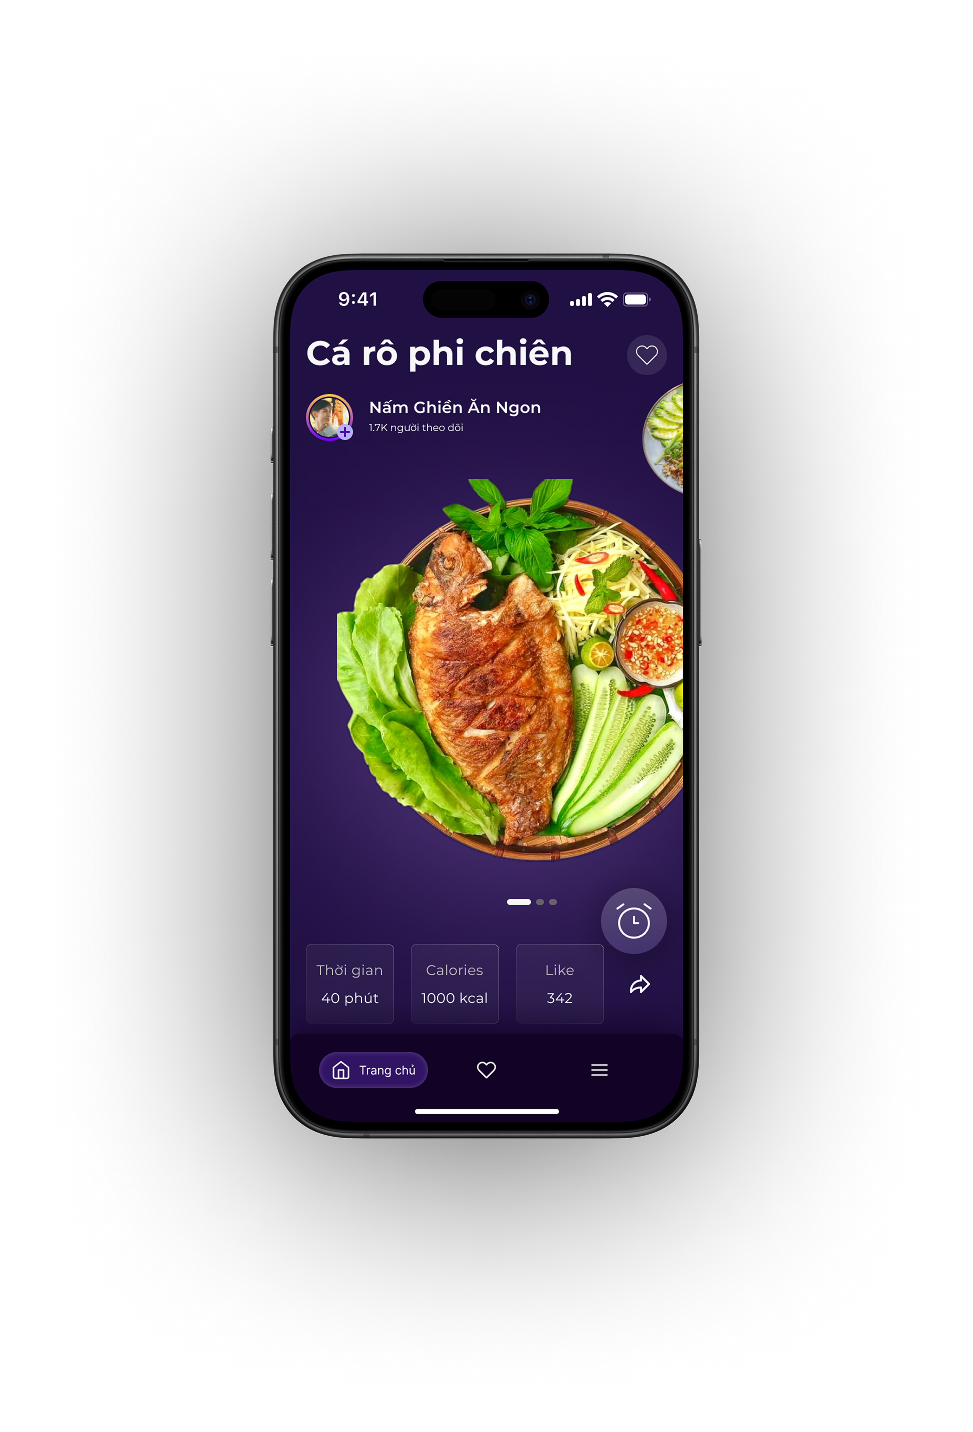 9:41
Cá rô phi chiên
Nấm Ghiền Ăn Ngon
1.7K người theo dõi
Thời gian
40 phút
Calories
1000 kcal
Like
342
Trang chủ